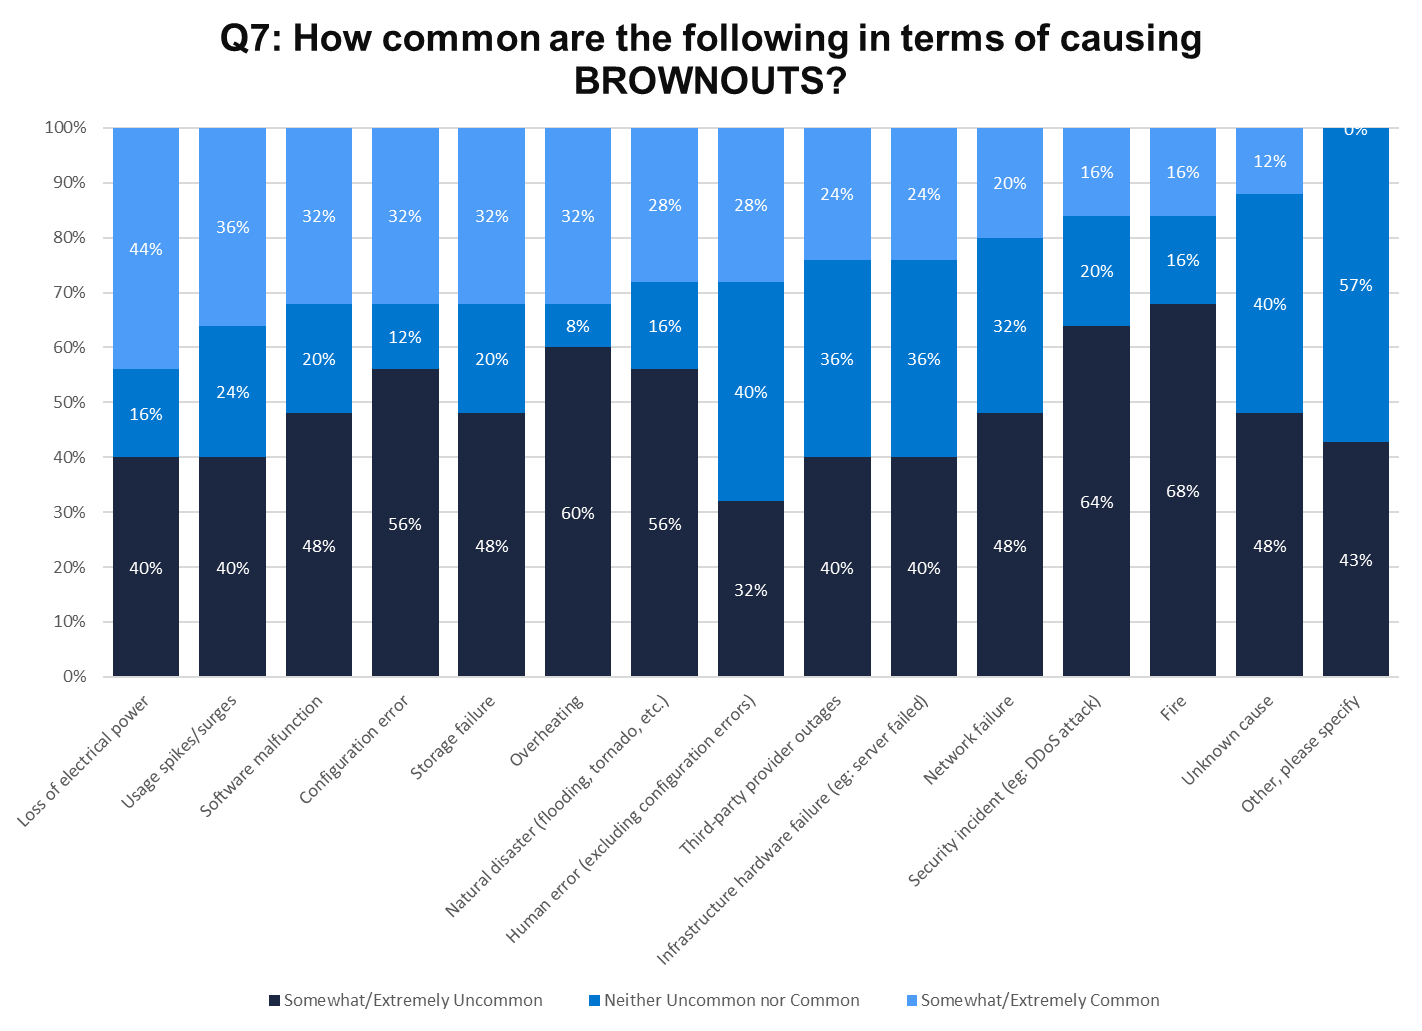 Q7: How common are the following in terms of causing
BROWNOUTS?
100%
90%
80%
70%
60%
50%
40%
30%
20%
10%
0%
44%
16%
40%
36%
24%
40%
32%
20%
48%
32%
12%
56%
32%
20%
48%
32%
8%
60%
28%
16%
56%
28%
40%
32%
24%
36%
40%
24%
36%
40%
20%
32%
48%
16%
20%
64%
16%
16%
68%
12%
40%
48%
0%
57%
43%
Loss of electrical power
Usage spikes/surges
Software malfunction
Configuration error
Storage failure
Overheating
Natural disaster (flooding, tornado, etc.)
Human error (excluding configuration errors)
Third-party provider outages
Infrastructure hardware failure (eg: server failed)
Network failure
Security incident (eg: DDoS attack)
Fire
Unknown cause
Other, please specify
Somewhat/Extremely Uncommon
Neither Uncommon nor Common
Somewhat/Extremely Common